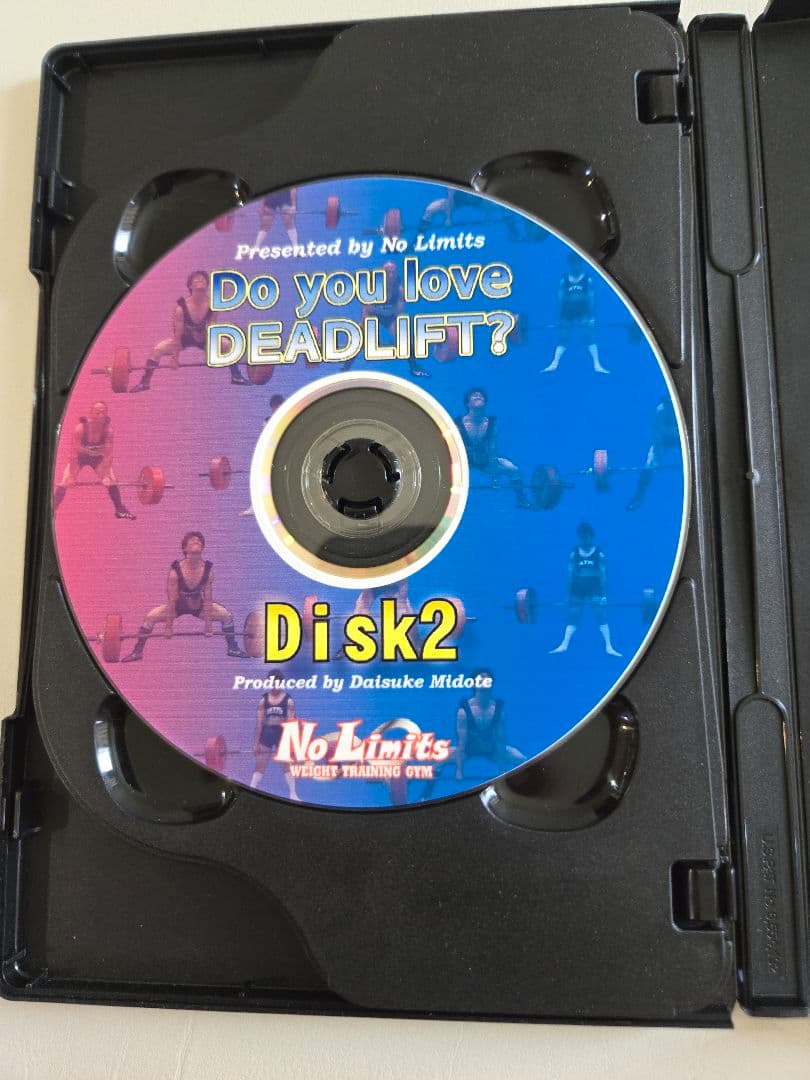 Presented by No Limits
Do you love
DEADLIFT?
Disk2
Produced by Daisuke Midote
No Limits
WEIGHT TRAINING GYM